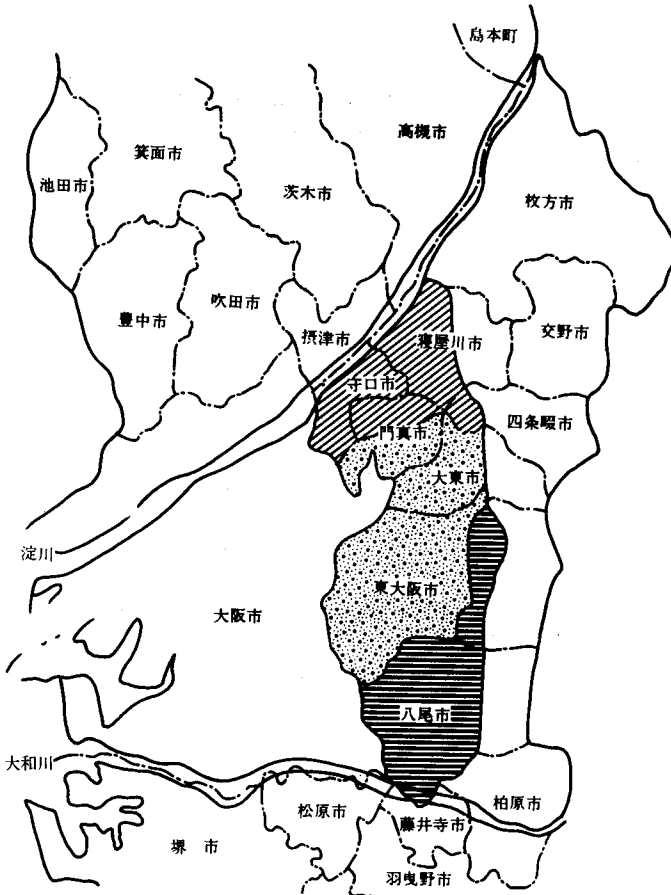 島本町
高槻市
箕面市
池田市
茨木市
枚方市
吹田市
豊中市
摂津市
寝屋川市
交野市
守口市
四条畷市
門真市
大東市
淀川
東大阪市
大阪市
八尾市
大和川
柏原市
松原市
藤井寺市
堺 市
羽曳野市